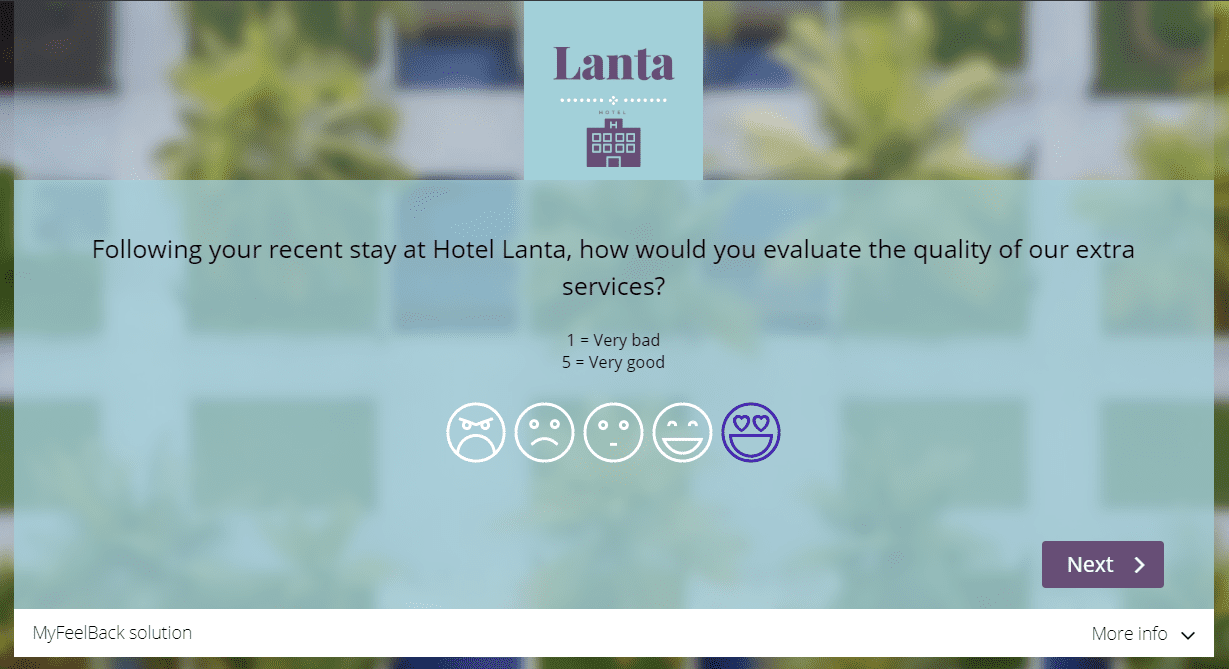 Lanta
HOTEL
H
Following your recent stay at Hotel Lanta, how would you evaluate the quality of our extra
services?
1 = Very bad
5 = Very good
Next
MyFeelBack solution
More info